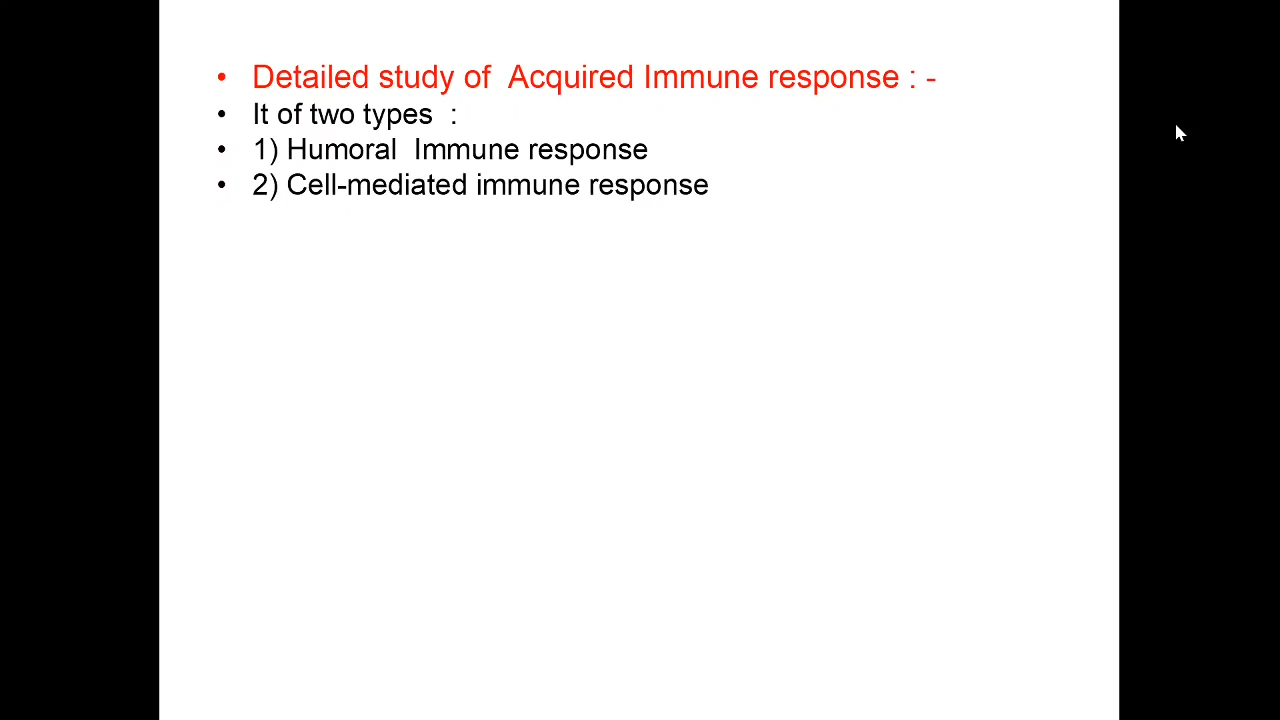 • Detailed study of  Acquired Immune response : -
• It of two types  :
• 1) Humoral  Immune response
• 2) Cell-mediated immune response